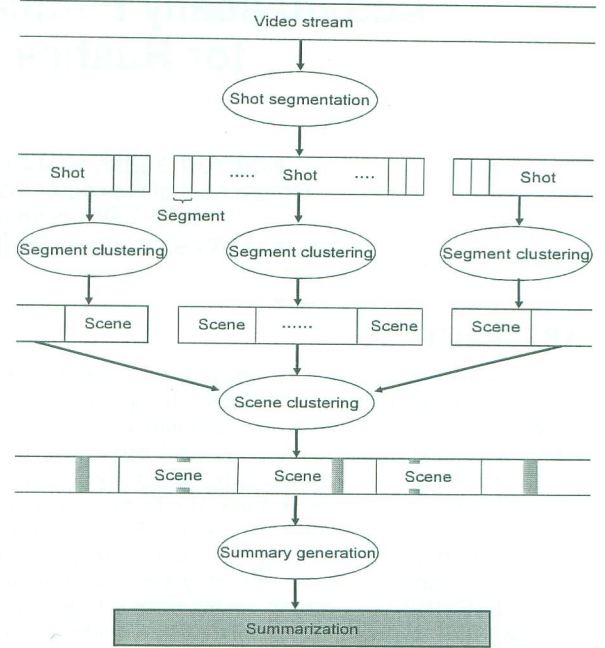 Video stream
Shot segmentation
Shot
..... Shot ....
Shot
Segment
Segment clustering
Segment clustering
Segment clustering
Scene
Scene ...... Scene
Scene
Scene clustering
Scene Scene Scene
Summary generation
Summarization